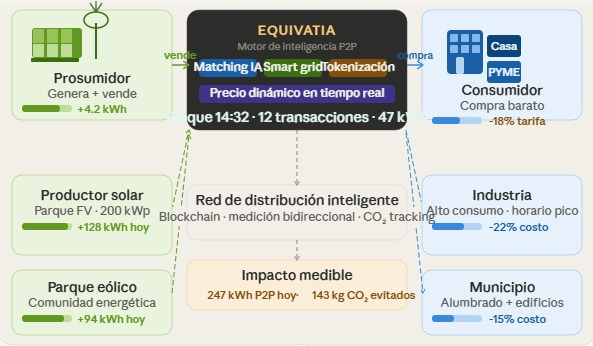 EQUIVATIA
Motor de inteligencia P2P
vende
compra
Matching IA
Smart grid
Tokenización
Precio dinámico en tiempo real
que 14:32 · 12 transacciones · 47 k
Prosumidor
Genera + vende
+4.2 kWh
Casa
PYME
Consumidor
Compra barato
-18% tarifa
Productor solar
Parque FV · 200 kWp
+128 kWh hoy
Red de distribución inteligente
Blockchain · medición bidireccional · CO₂ tracking
Industria
Alto consumo · horario pico
-22% costo
Parque eólico
Comunidad energética
+94 kWh hoy
Impacto medible
247 kWh P2P hoy · 143 kg CO₂ evitados
Municipio
Alumbrado + edificios
-15% costo